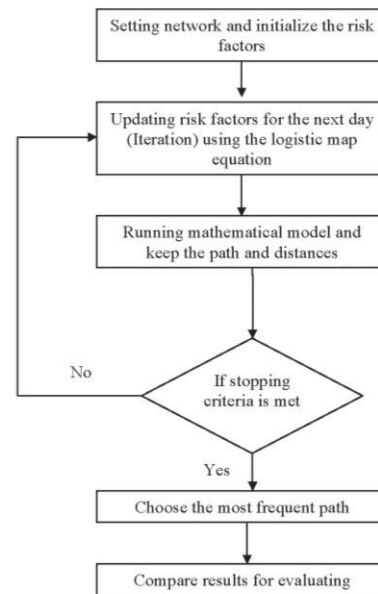 Setting network and initialize the risk
factors
Updating risk factors for the next day
(Iteration) using the logistic map
equation
Running mathematical model and
keep the path and distances
No
If stopping
criteria is met
Yes
Choose the most frequent path
Compare results for evaluating